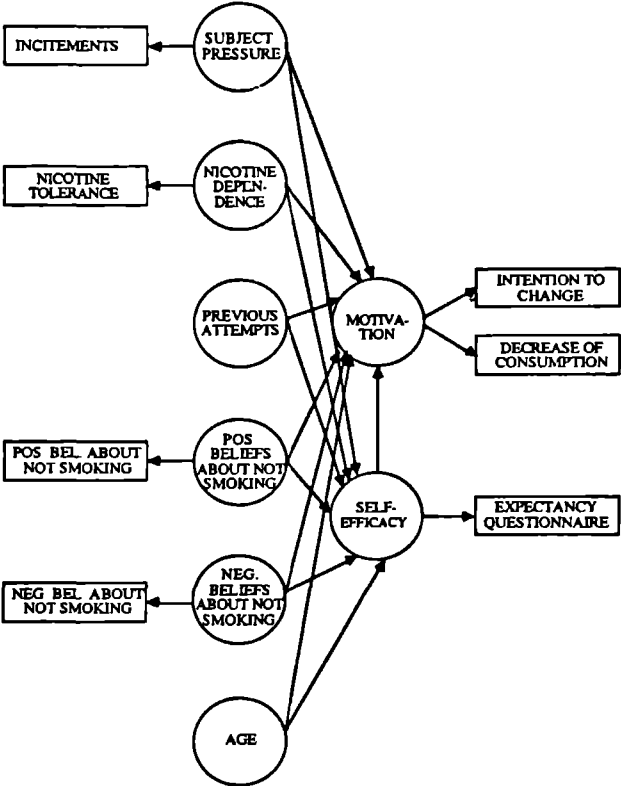 INCITEMENTS
SUBJECT
PRESSURE
NICOTINE
TOLERANCE
NICOTINE
DEPEN-
DENCE
PREVIOUS
ATTEMPTS
MOTIVA-
TION
INTENTION TO
CHANGE
DECREASE OF
CONSUMPTION
POS BEL. ABOUT
NOT SMOKING
POS
BELIEFS
ABOUT NOT
SMOKING
SELF-
EFFICACY
EXPECTANCY
QUESTIONNAIRE
NEG BEL ABOUT
NOT SMOKING
NEG.
BELIEFS
ABOUT NOT
SMOKING
AGE